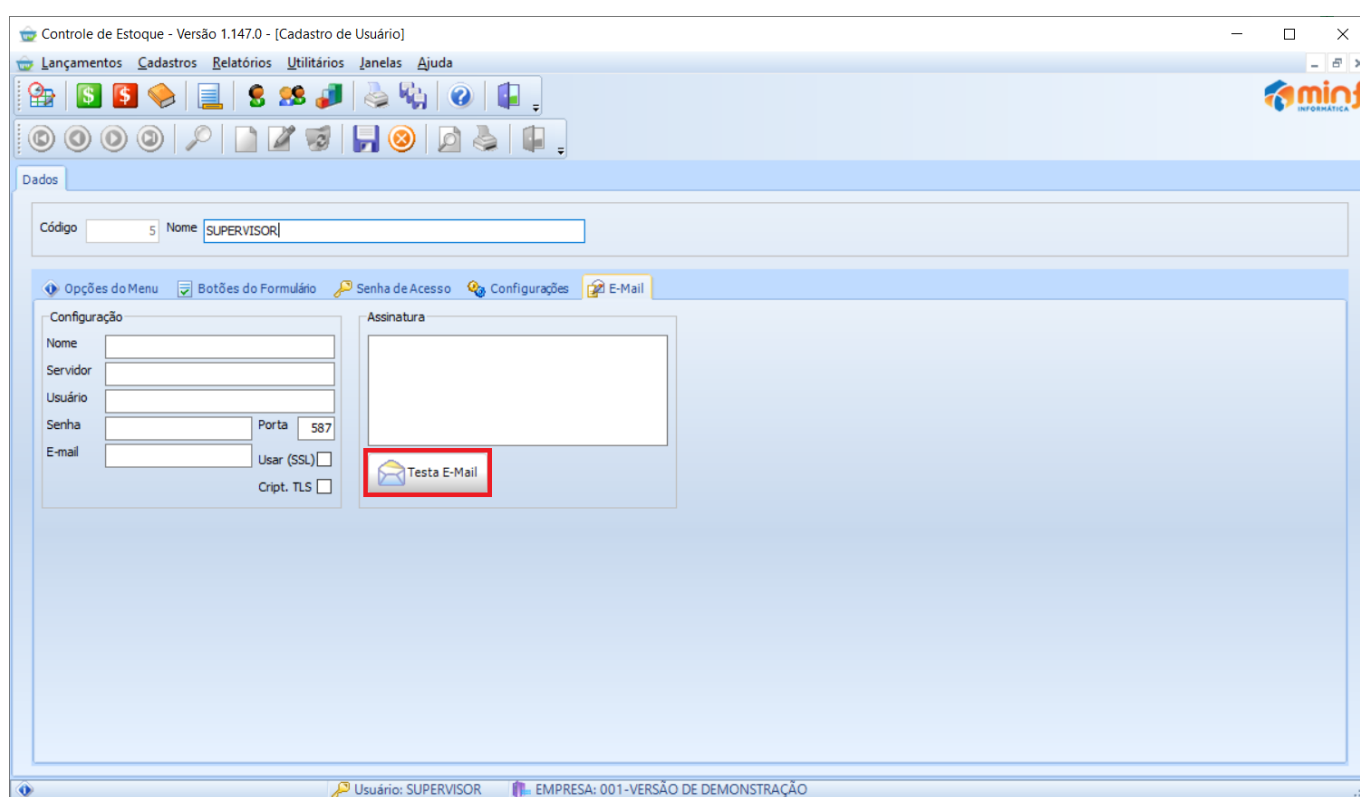 Controle de Estoque - Versão 1.147.0 - [Cadastro de Usuário]
Lançamentos Cadastros Relatórios Utilitários Janelas Ajuda
minf
INFORMÁTICA
Dados
Código 5 Nome SUPERVISOR
Opções do Menu Botões do Formulário Senha de Acesso Configurações E-Mail
Configuração Assinatura
Nome
Servidor
Usuário
Senha Porta 587
E-mail Usar (SSL)
Testa E-Mail
Cript. TLS
Usuário: SUPERVISOR EMPRESA: 001-VERSÃO DE DEMONSTRAÇÃO